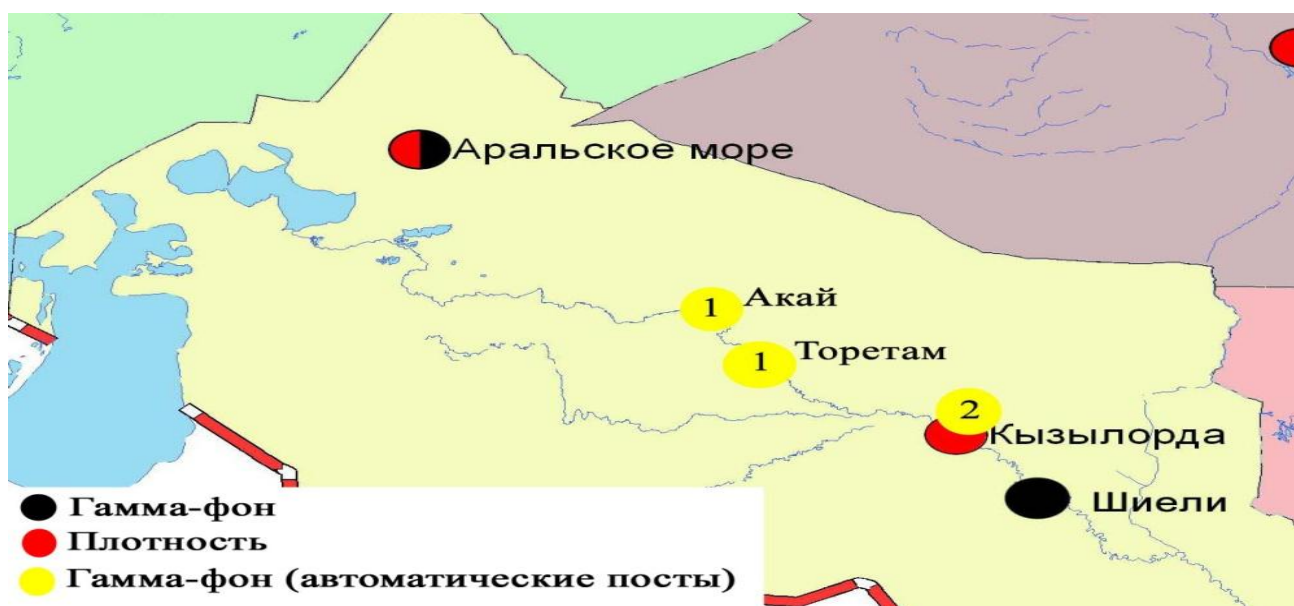 Аральское море
1 Акай
1 Торетам
2
Кызылорда
Шиели
Гамма-фон
Плотность
Гамма-фон (автоматические посты)